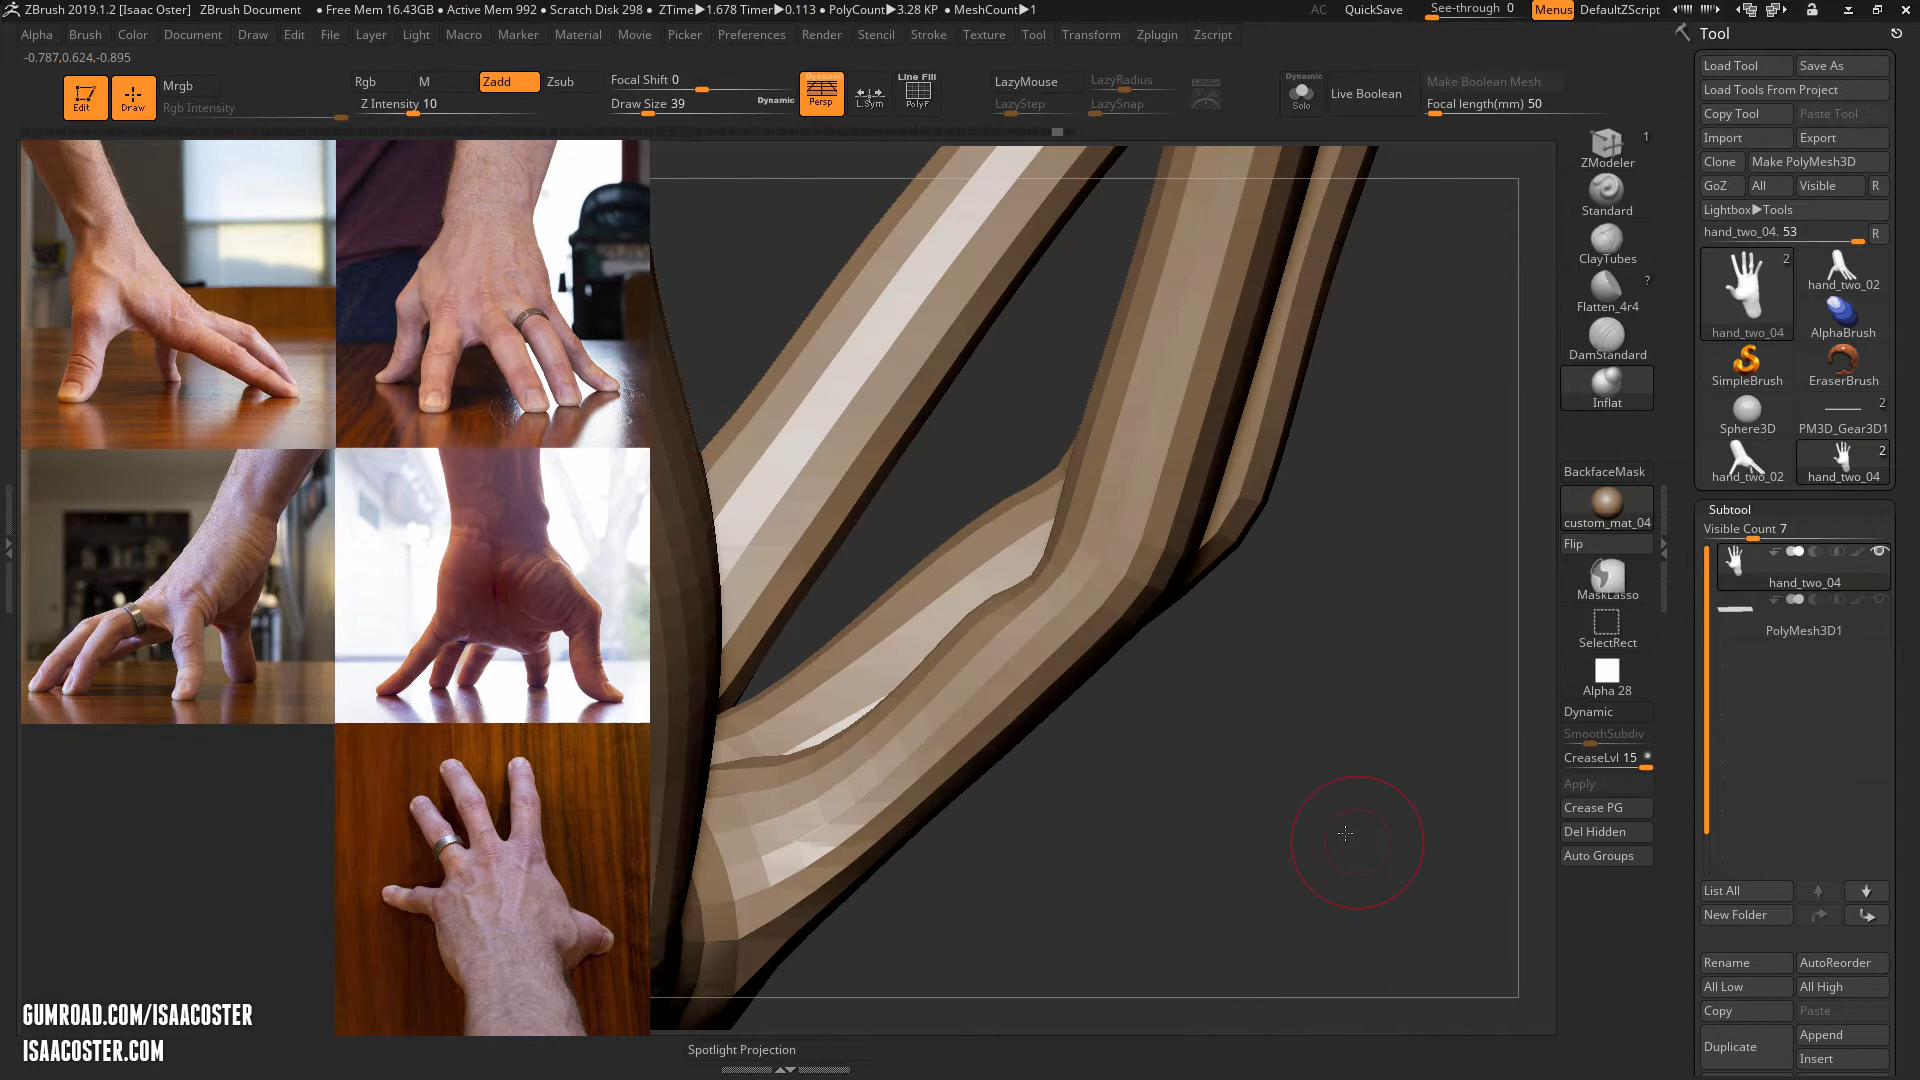 ZBrush 2019.1.2 [Isaac Oster] ZBrush Document • Free Mem 16.43GB • Active Mem 992 • Scratch Disk 298 • ZTime▶1.678 Timer▶0.113 • PolyCount▶3.28 KP • MeshCount▶1 AC QuickSave See-through 0 Menus DefaultZScript
Alpha Brush Color Document Draw Edit File Layer Light Macro Marker Material Movie Picker Preferences Render Stencil Stroke Texture Tool Transform Zplugin Zscript
-0.787,0.624,-0.895
Edit Draw Mrgb
Rgb Intensity
Rgb M Zadd Zsub
Z Intensity 10
Focal Shift 0
Draw Size 39 Dynamic
Dynamic
Persp L.Sym
Line Fill
PolyF
LazyMouse LazyRadius
LazyStep LazySnap
Dynamic
Solo Live Boolean
Make Boolean Mesh
Focal length(mm) 50
1
ZModeler
Standard
ClayTubes
?
Flatten_4r4
DamStandard
Inflat
BackfaceMask
custom_mat_04
Flip
MaskLasso
SelectRect
Alpha 28
Dynamic
SmoothSubdiv
CreaseLvl 15
Apply
Crease PG
Del Hidden
Auto Groups
Tool
Load Tool Save As
Load Tools From Project
Copy Tool Paste Tool
Import Export
Clone Make PolyMesh3D
GoZ All Visible R
Lightbox▶Tools
hand_two_04. 53 R
2
hand_two_04
hand_two_02
AlphaBrush
SimpleBrush EraserBrush
2
Sphere3D PM3D_Gear3D1
2
hand_two_02 hand_two_04
Subtool
Visible Count 7
hand_two_04
PolyMesh3D1
List All
New Folder
Rename AutoReorder
All Low All High
Copy Paste
Duplicate
Append
Insert
GUMROAD.COM/ISAACOSTER
ISAACOSTER.COM
Spotlight Projection